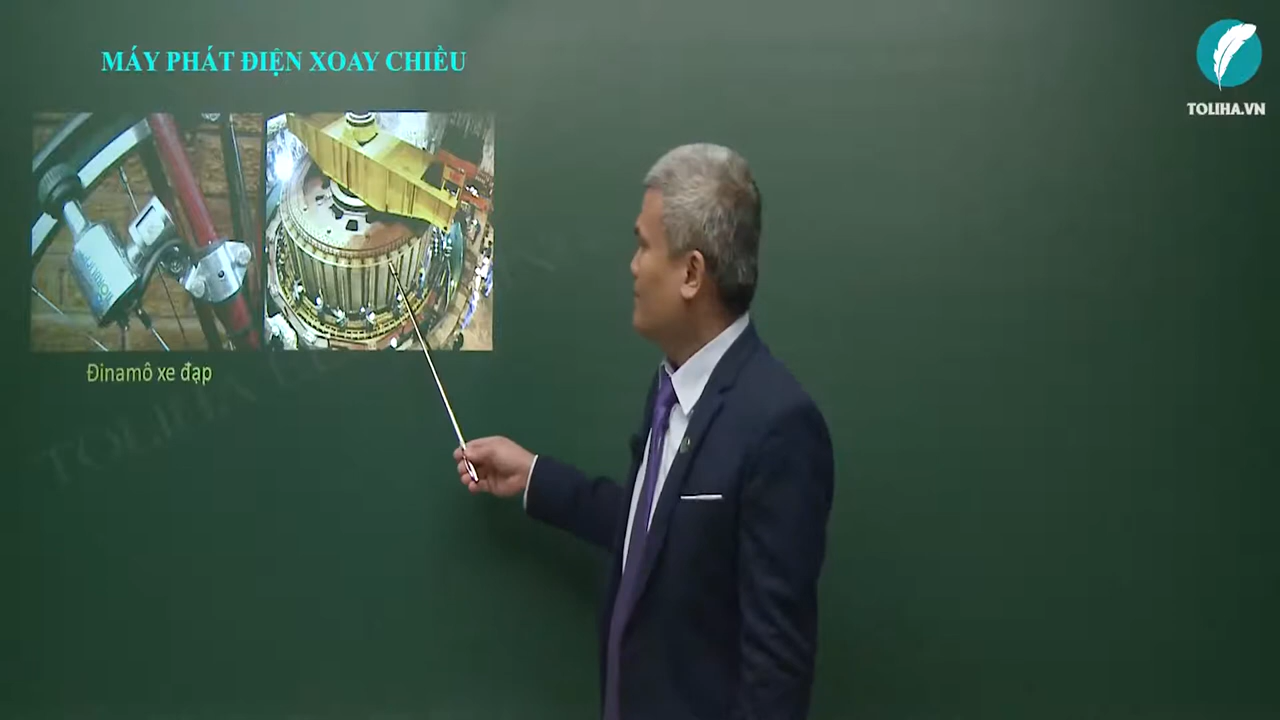 MÁY PHÁT ĐIỆN XOAY CHIỀU
TOLIHA.VN
Đinamô xe đạp